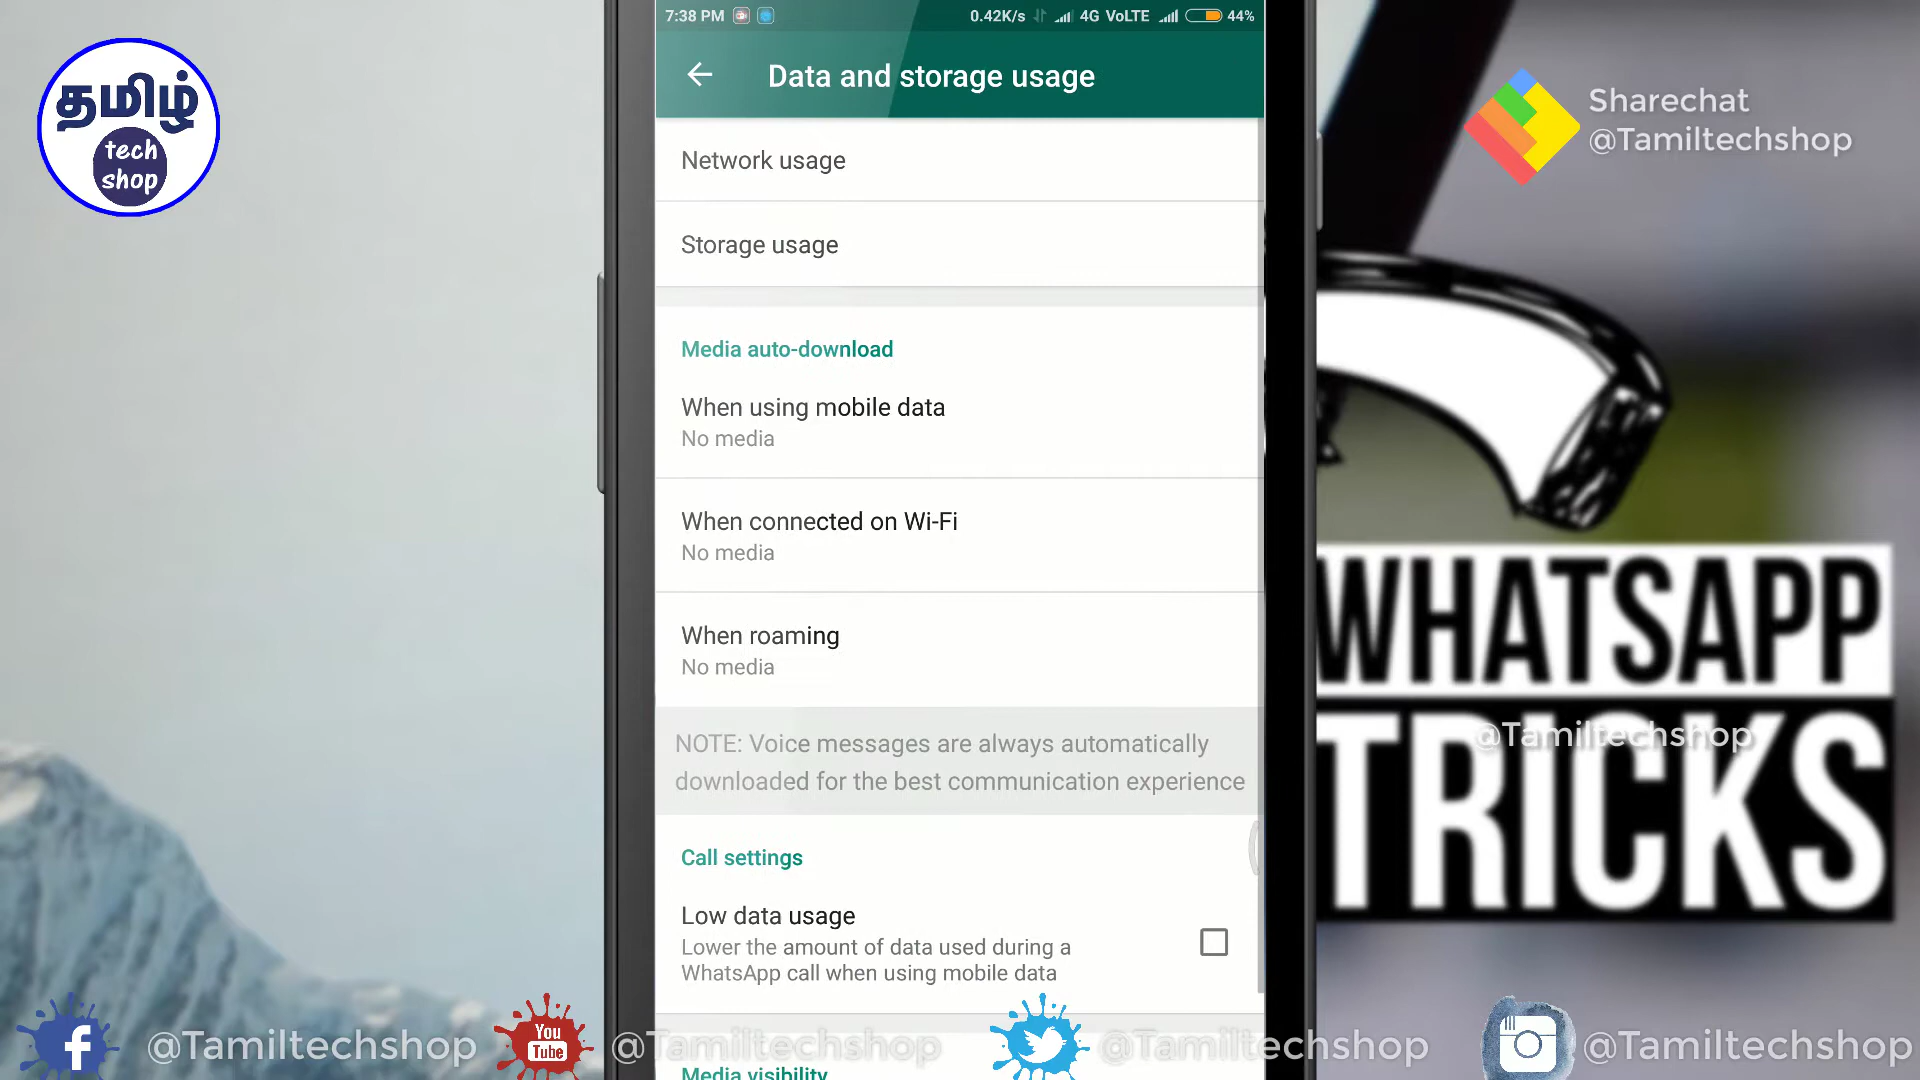 7:38 PM
0.42K/s 4G VoLTE 44%
Data and storage usage
Network usage
Storage usage
Media auto-download
When using mobile data
No media
When connected on Wi-Fi
No media
When roaming
No media
NOTE: Voice messages are always automatically
downloaded for the best communication experience
Call settings
Low data usage
Lower the amount of data used during a
WhatsApp call when using mobile data
Media visibility
தமிழ்
tech
shop
Sharechat
@Tamiltechshop
WHATSAPP
TRICKS
@Tamiltechshop
f @Tamiltechshop
You
Tube
@Tamiltechshop
@Tamiltechshop
@Tamiltechshop